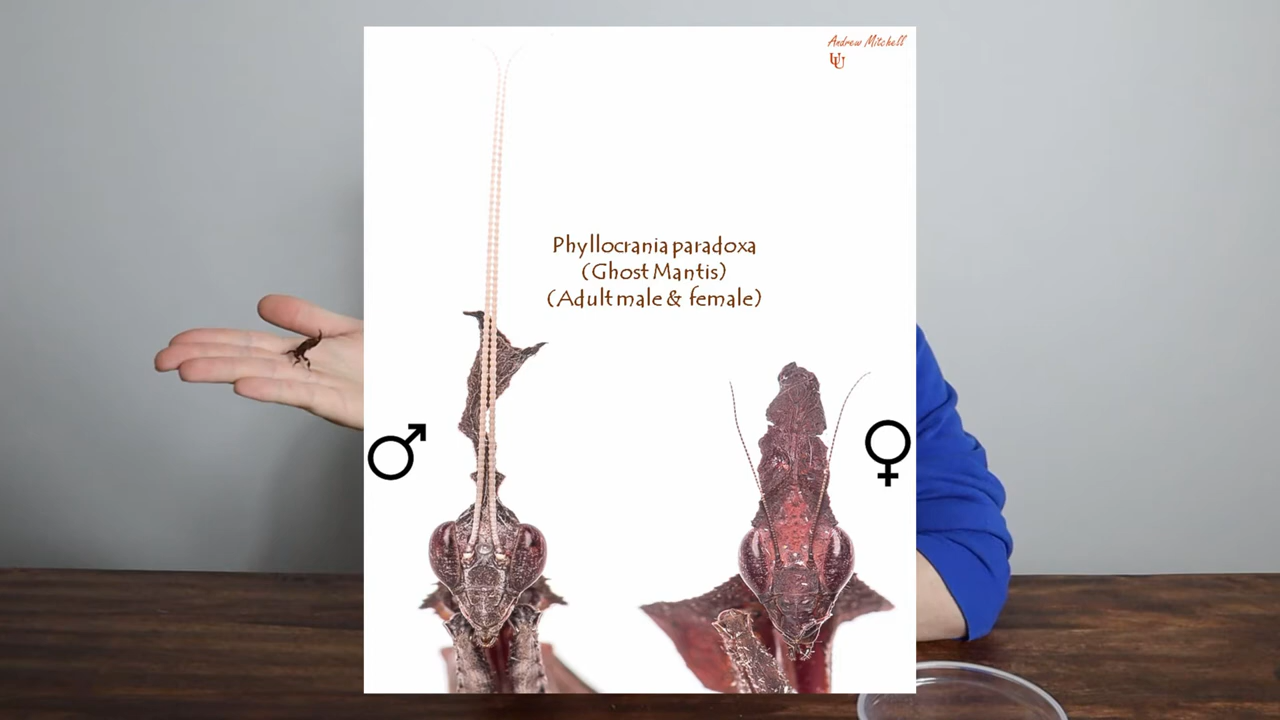 Andrew Mitchell
Phyllocrania paradoxa
(Ghost Mantis)
(Adult male & female)